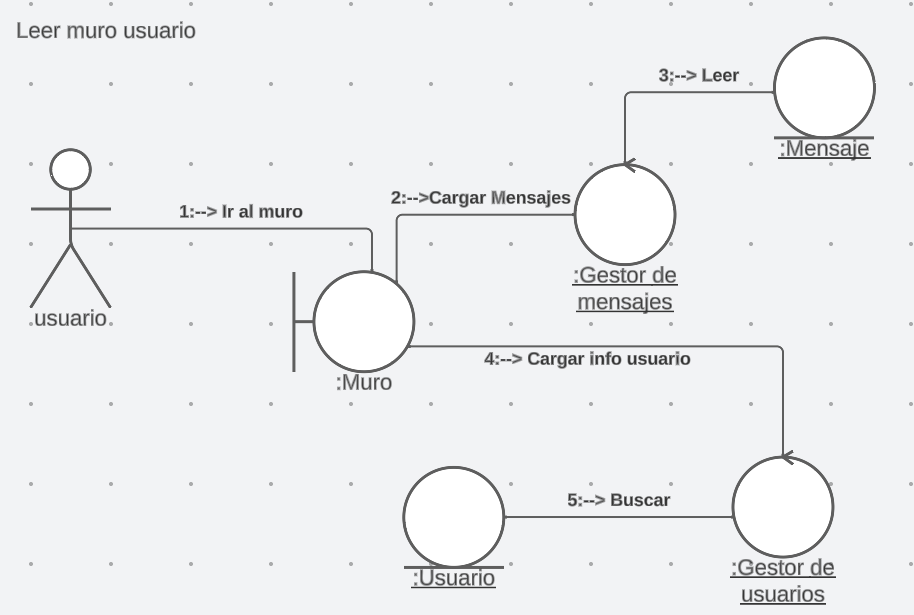 Leer muro usuario
3:--> Leer
:Mensaje
1:--> Ir al muro
2:-->Cargar Mensajes
:Gestor de
mensajes
usuario
:Muro
4:--> Cargar info usuario
5:--> Buscar
:Usuario
:Gestor de
usuarios